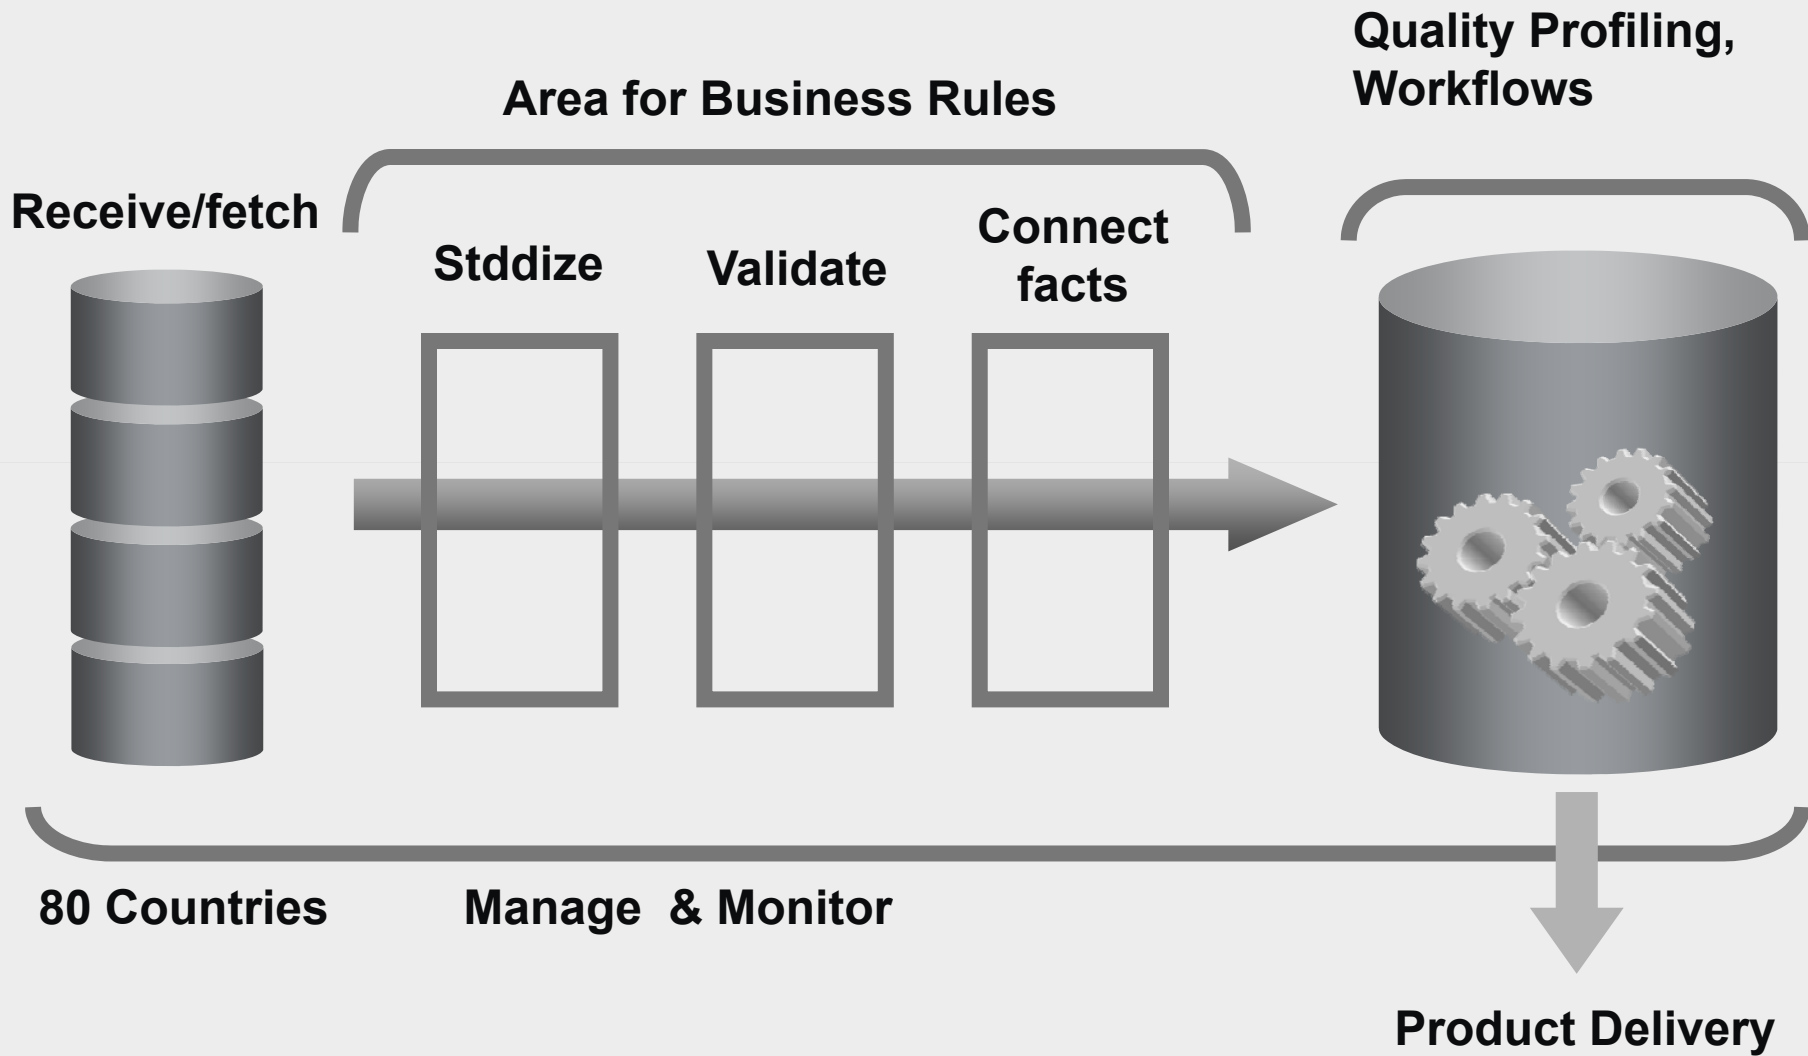 Quality Profiling,
Workflows
Area for Business Rules
Receive/fetch
Stddize
Validate
Connect
facts
80 Countries
Manage & Monitor
Product Delivery